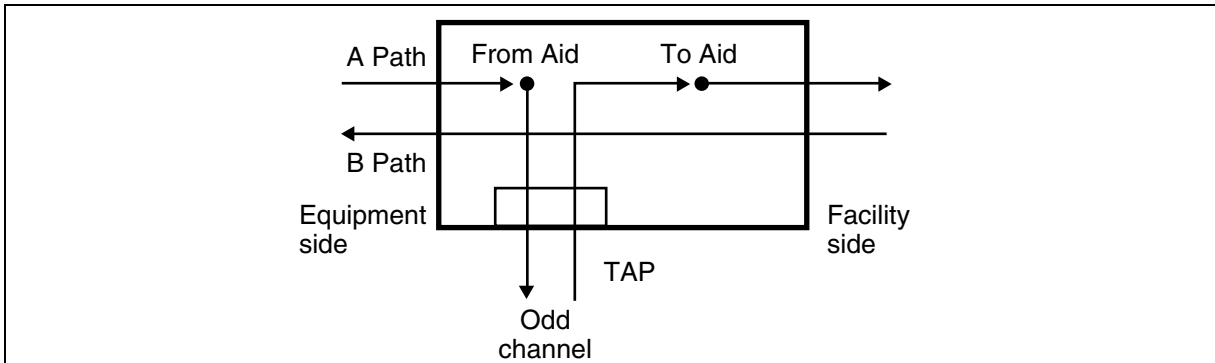 A Path
From Aid
To Aid
B Path
Equipment
side
Facility
side
TAP
Odd
channel